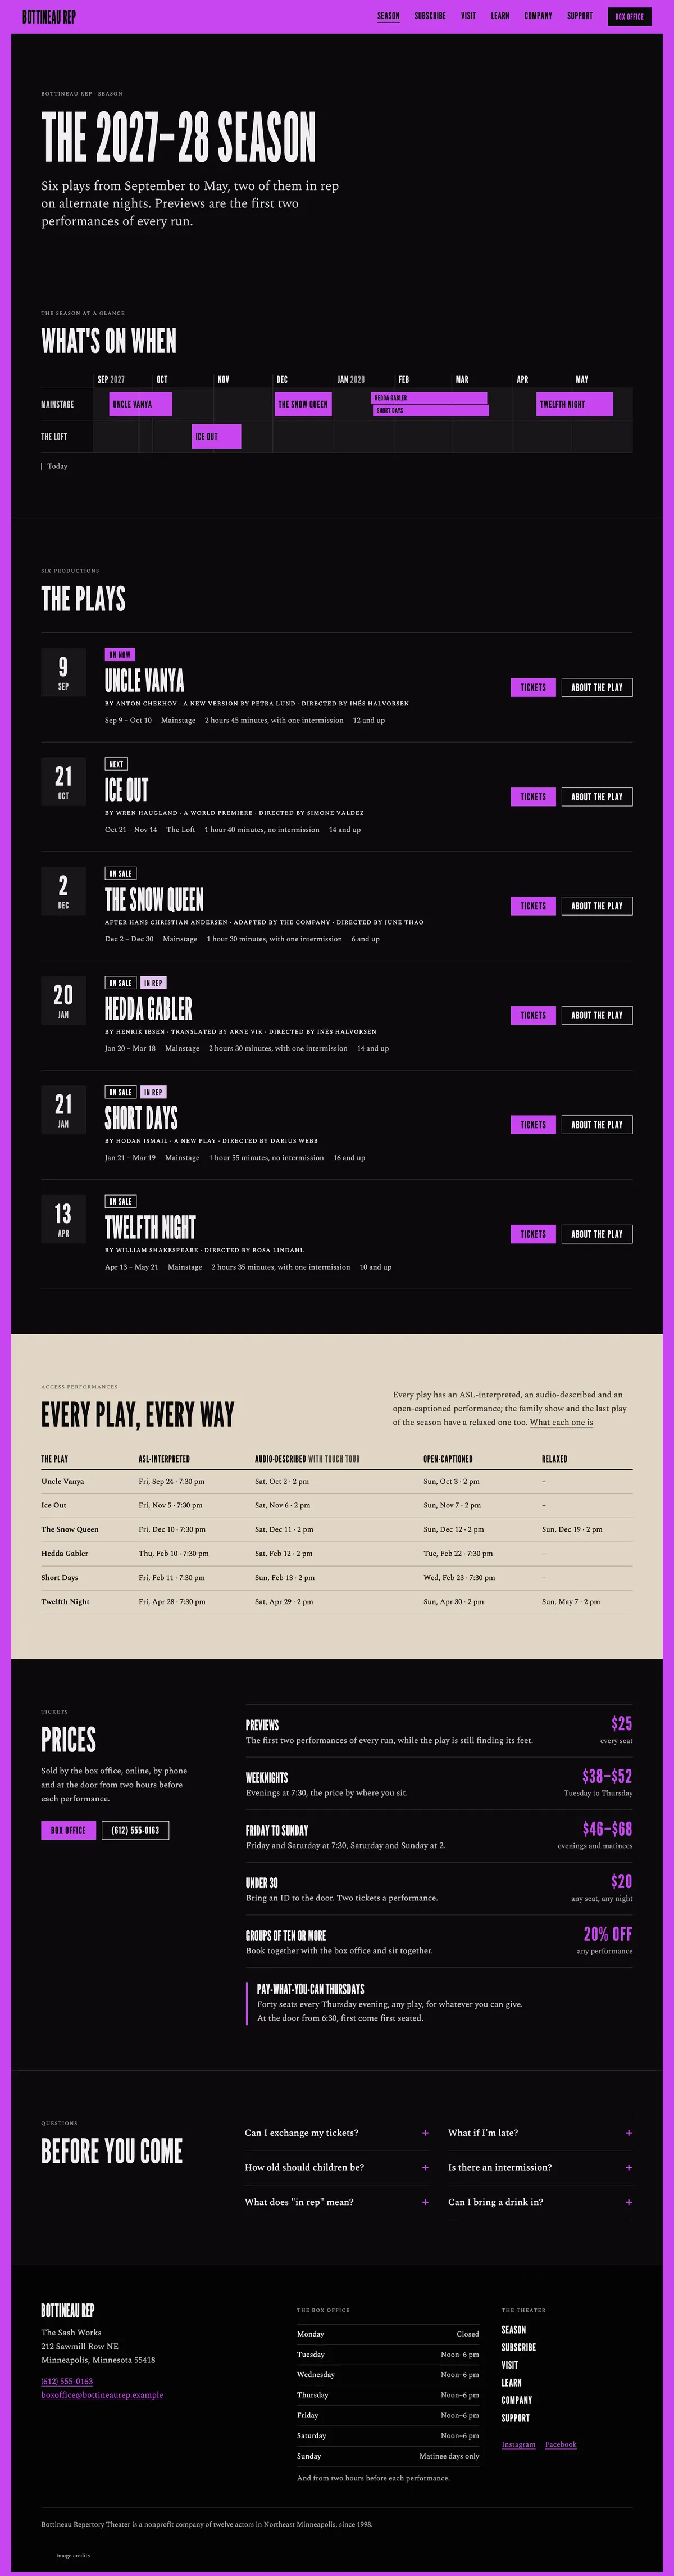 BOTTINEAU REP
SEASON SUBSCRIBE VISIT LEARN COMPANY SUPPORT BOX OFFICE
BOTTINEAU REP · SEASON
THE 2027–28 SEASON
Six plays from September to May, two of them in rep
on alternate nights. Previews are the first two
performances of every run.
THE SEASON AT A GLANCE
WHAT'S ON WHEN
SEP 2027 OCT NOV DEC JAN 2028 FEB MAR APR MAY
MAINSTAGE UNCLE VANYA THE SNOW QUEEN HEDDA GABLER TWELFTH NIGHT
SHORT DAYS
THE LOFT ICE OUT
Today
SIX PRODUCTIONS
THE PLAYS
9 SEP
ON NOW
UNCLE VANYA
BY ANTON CHEKHOV · A NEW VERSION BY PETRA LUND · DIRECTED BY INÉS HALVORSEN
Sep 9 – Oct 10 Mainstage 2 hours 45 minutes, with one intermission 12 and up
TICKETS ABOUT THE PLAY
21 OCT
NEXT
ICE OUT
BY WREN HAUGLAND · A WORLD PREMIERE · DIRECTED BY SIMONE VALDEZ
Oct 21 – Nov 14 The Loft 1 hour 40 minutes, no intermission 14 and up
TICKETS ABOUT THE PLAY
2 DEC
ON SALE
THE SNOW QUEEN
AFTER HANS CHRISTIAN ANDERSEN · ADAPTED BY THE COMPANY · DIRECTED BY JUNE THAO
Dec 2 – Dec 30 Mainstage 1 hour 30 minutes, with one intermission 6 and up
TICKETS ABOUT THE PLAY
20 JAN
ON SALE IN REP
HEDDA GABLER
BY HENRIK IBSEN · TRANSLATED BY ARNE VIK · DIRECTED BY INÉS HALVORSEN
Jan 20 – Mar 18 Mainstage 2 hours 30 minutes, with one intermission 14 and up
TICKETS ABOUT THE PLAY
21 JAN
ON SALE IN REP
SHORT DAYS
BY HODAN ISMAIL · A NEW PLAY · DIRECTED BY DARIUS WEBB
Jan 21 – Mar 19 Mainstage 1 hour 55 minutes, no intermission 16 and up
TICKETS ABOUT THE PLAY
13 APR
ON SALE
TWELFTH NIGHT
BY WILLIAM SHAKESPEARE · DIRECTED BY ROSA LINDAHL
Apr 13 – May 21 Mainstage 2 hours 35 minutes, with one intermission 10 and up
TICKETS ABOUT THE PLAY
ACCESS PERFORMANCES
EVERY PLAY, EVERY WAY
Every play has an ASL-interpreted, an audio-described and an
open-captioned performance; the family show and the last play
of the season have a relaxed one too. What each one is
THE PLAY ASL-INTERPRETED AUDIO-DESCRIBED WITH TOUCH TOUR OPEN-CAPTIONED RELAXED
Uncle Vanya Fri, Sep 24 · 7:30 pm Sat, Oct 2 · 2 pm Sun, Oct 3 · 2 pm –
Ice Out Fri, Nov 5 · 7:30 pm Sat, Nov 6 · 2 pm Sun, Nov 7 · 2 pm –
The Snow Queen Fri, Dec 10 · 7:30 pm Sat, Dec 11 · 2 pm Sun, Dec 12 · 2 pm Sun, Dec 19 · 2 pm
Hedda Gabler Thu, Feb 10 · 7:30 pm Sat, Feb 12 · 2 pm Tue, Feb 22 · 7:30 pm –
Short Days Fri, Feb 11 · 7:30 pm Sun, Feb 13 · 2 pm Wed, Feb 23 · 7:30 pm –
Twelfth Night Fri, Apr 28 · 7:30 pm Sat, Apr 29 · 2 pm Sun, Apr 30 · 2 pm Sun, May 7 · 2 pm
TICKETS
PRICES
Sold by the box office, online, by phone
and at the door from two hours before
each performance.
BOX OFFICE (612) 555-0163
PREVIEWS $25
The first two performances of every run, while the play is still finding its feet. every seat
WEEKNIGHTS $38–$52
Evenings at 7:30, the price by where you sit. Tuesday to Thursday
FRIDAY TO SUNDAY $46–$68
Friday and Saturday at 7:30, Saturday and Sunday at 2. evenings and matinees
UNDER 30 $20
Bring an ID to the door. Two tickets a performance. any seat, any night
GROUPS OF TEN OR MORE 20% OFF
Book together with the box office and sit together. any performance
PAY-WHAT-YOU-CAN THURSDAYS
Forty seats every Thursday evening, any play, for whatever you can give.
At the door from 6:30, first come first seated.
QUESTIONS
BEFORE YOU COME
Can I exchange my tickets? + What if I'm late? +
How old should children be? + Is there an intermission? +
What does "in rep" mean? + Can I bring a drink in? +
BOTTINEAU REP
The Sash Works
212 Sawmill Row NE
Minneapolis, Minnesota 55418
(612) 555-0163
boxoffice@bottineaurep.example
THE BOX OFFICE
Monday Closed
Tuesday Noon–6 pm
Wednesday Noon–6 pm
Thursday Noon–6 pm
Friday Noon–6 pm
Saturday Noon–6 pm
Sunday Matinee days only
And from two hours before each performance.
THE THEATER
SEASON
SUBSCRIBE
VISIT
LEARN
COMPANY
SUPPORT
Instagram Facebook
Bottineau Repertory Theater is a nonprofit company of twelve actors in Northeast Minneapolis, since 1998.
Image credits